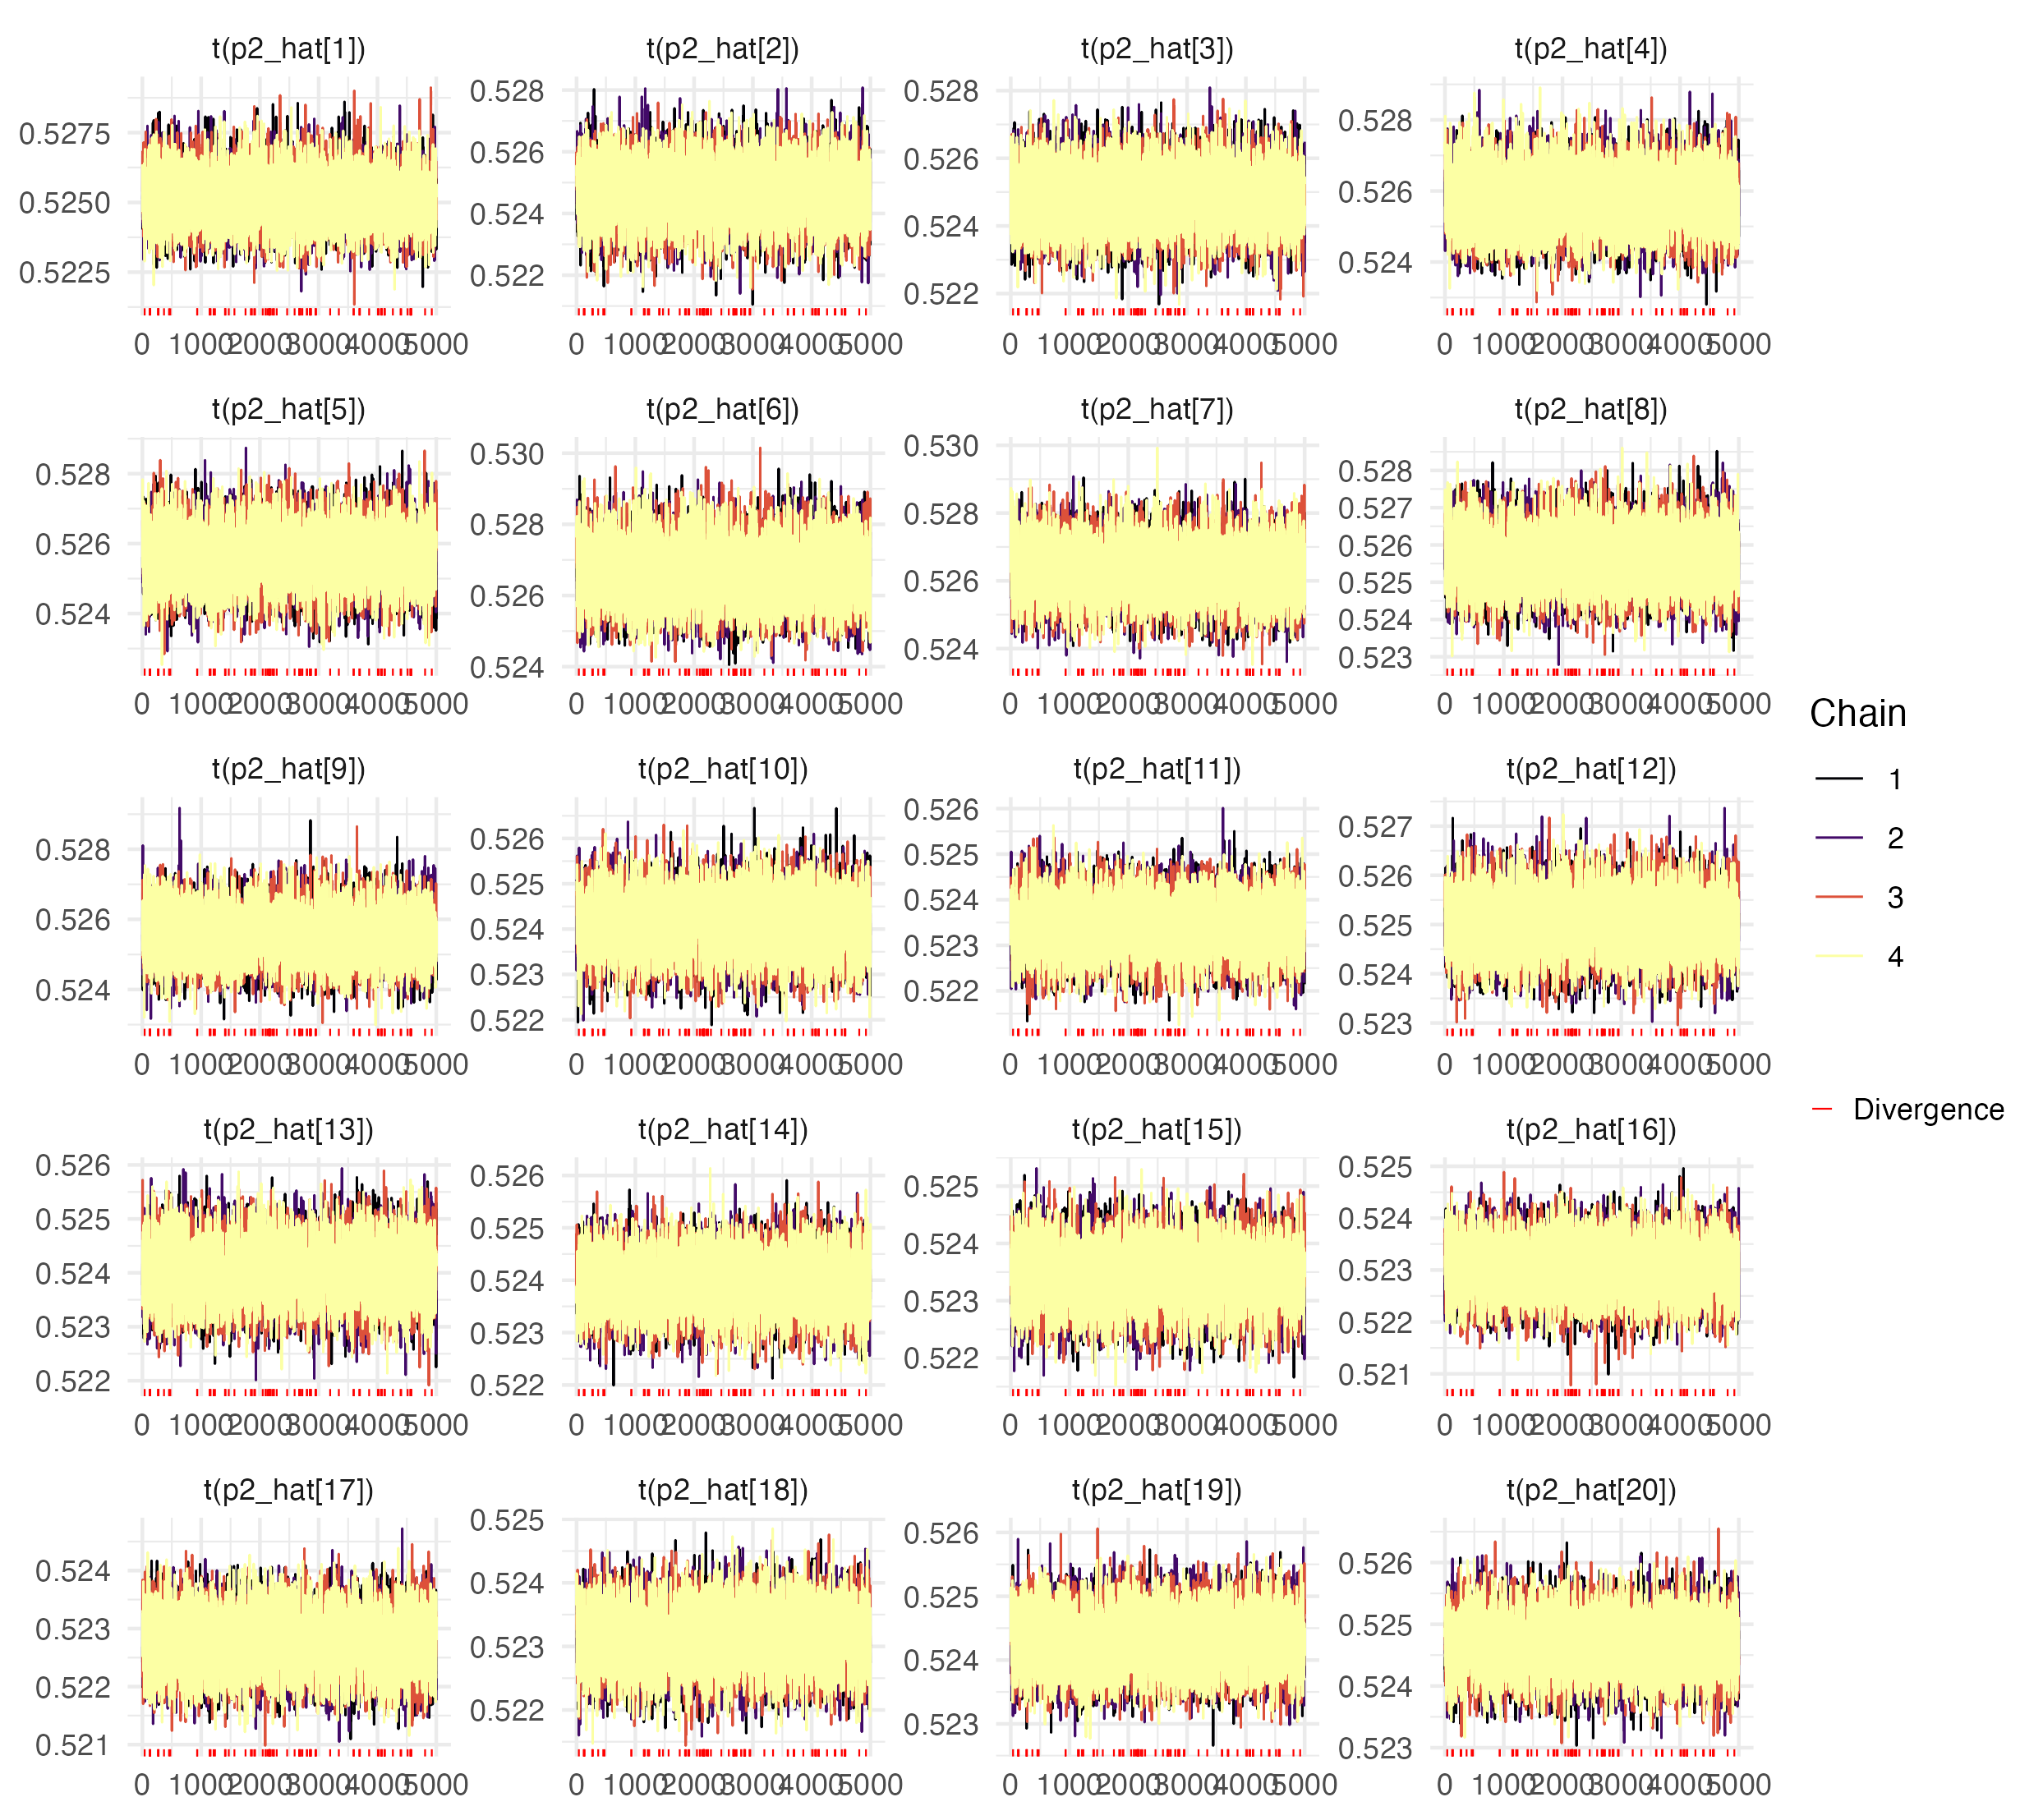 t(p2_hat[1]) t(p2_hat[2]) t(p2_hat[3]) t(p2_hat[4])
0.5275 0.5250 0.5225
0.528 0.526 0.524 0.522
0.528 0.526 0.524 0.522
0.528 0.526 0.524
0 1000 2000 3000 4000 5000 0 1000 2000 3000 4000 5000 0 1000 2000 3000 4000 5000 0 1000 2000 3000 4000 5000
t(p2_hat[5]) t(p2_hat[6]) t(p2_hat[7]) t(p2_hat[8])
0.528 0.526 0.524
0.530 0.528 0.526 0.524
0.530 0.528 0.526 0.524
0.528 0.527 0.526 0.525 0.524 0.523
0 1000 2000 3000 4000 5000 0 1000 2000 3000 4000 5000 0 1000 2000 3000 4000 5000 0 1000 2000 3000 4000 5000
t(p2_hat[9]) t(p2_hat[10]) t(p2_hat[11]) t(p2_hat[12])
0.528 0.526 0.524
0.526 0.525 0.524 0.523 0.522
0.526 0.525 0.524 0.523 0.522
0.527 0.526 0.525 0.524 0.523
0 1000 2000 3000 4000 5000 0 1000 2000 3000 4000 5000 0 1000 2000 3000 4000 5000 0 1000 2000 3000 4000 5000
t(p2_hat[13]) t(p2_hat[14]) t(p2_hat[15]) t(p2_hat[16])
0.526 0.525 0.524 0.523 0.522
0.526 0.525 0.524 0.523 0.522
0.525 0.524 0.523 0.522
0.525 0.524 0.523 0.522 0.521
0 1000 2000 3000 4000 5000 0 1000 2000 3000 4000 5000 0 1000 2000 3000 4000 5000 0 1000 2000 3000 4000 5000
t(p2_hat[17]) t(p2_hat[18]) t(p2_hat[19]) t(p2_hat[20])
0.524 0.523 0.522 0.521
0.525 0.524 0.523 0.522
0.526 0.525 0.524 0.523
0.526 0.525 0.524 0.523
0 1000 2000 3000 4000 5000 0 1000 2000 3000 4000 5000 0 1000 2000 3000 4000 5000 0 1000 2000 3000 4000 5000
Chain
1
2
3
4
Divergence